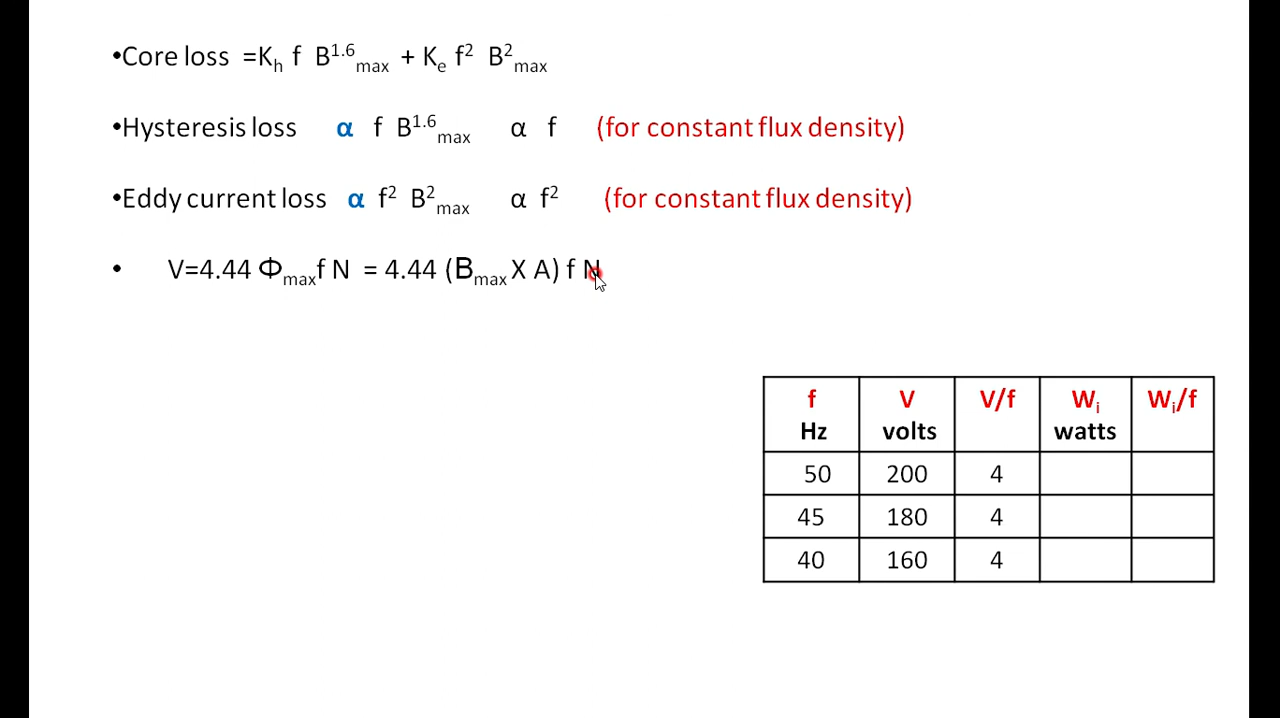 •Core loss =Kₕ f B¹·⁶max + Kₑ f² B²max
•Hysteresis loss α f B¹·⁶max α f (for constant flux density)
•Eddy current loss α f² B²max α f² (for constant flux density)
• V=4.44 Φmax f N = 4.44 (Bmax X A) f N
f V V/f Wᵢ Wᵢ/f
Hz volts watts
50 200 4
45 180 4
40 160 4